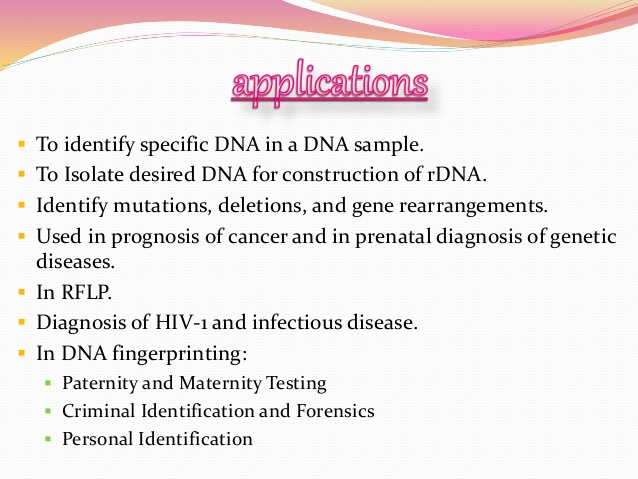 applications
▪ To identify specific DNA in a DNA sample.
▪ To Isolate desired DNA for construction of rDNA.
▪ Identify mutations, deletions, and gene rearrangements.
▪ Used in prognosis of cancer and in prenatal diagnosis of genetic
diseases.
▪ In RFLP.
▪ Diagnosis of HIV-1 and infectious disease.
▪ In DNA fingerprinting:
▪ Paternity and Maternity Testing
▪ Criminal Identification and Forensics
▪ Personal Identification